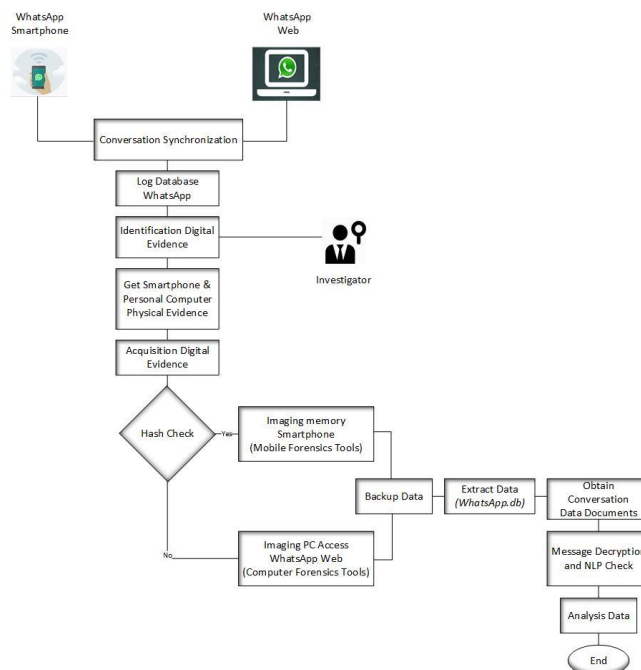 WhatsApp
Smartphone
WhatsApp
Web
Conversation Synchronization
Log Database
WhatsApp
Identification Digital
Evidence
Investigator
Get Smartphone &
Personal Computer
Physical Evidence
Acquisition Digital
Evidence
Hash Check
Yes
Imaging memory
Smartphone
(Mobile Forensics Tools)
No
Imaging PC Access
WhatsApp Web
(Computer Forensics Tools)
Backup Data
Extract Data
(WhatsApp.db)
Obtain
Conversation
Data Documents
Message Decryption
and NLP Check
Analysis Data
End